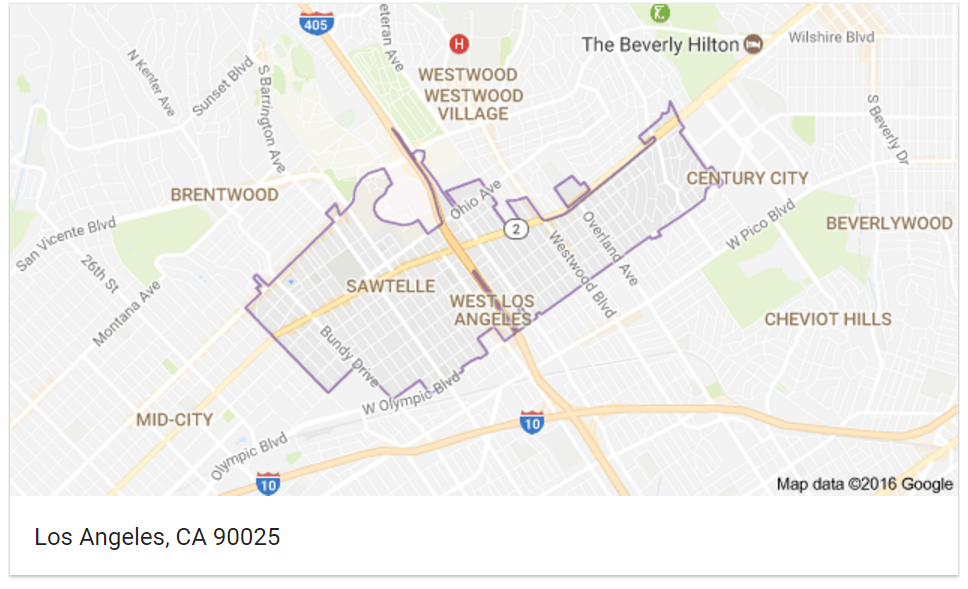 405
eteran Ave
The Beverly Hilton
Wilshire Blvd
H
N Kenter Ave
Sunset Blvd
S Barrington Ave
WESTWOOD
WESTWOOD
VILLAGE
S Beverly Dr
BRENTWOOD
Ohio Ave
CENTURY CITY
San Vicente Blvd
2
Overland Ave
W Pico Blvd
BEVERLYWOOD
26th St
Westwood Blvd
Montana Ave
SAWTELLE
WEST LOS
ANGELES
CHEVIOT HILLS
Bundy Drive
W Olympic Blvd
MID-CITY
10
Olympic Blvd
10
Map data ©2016 Google
Los Angeles, CA 90025